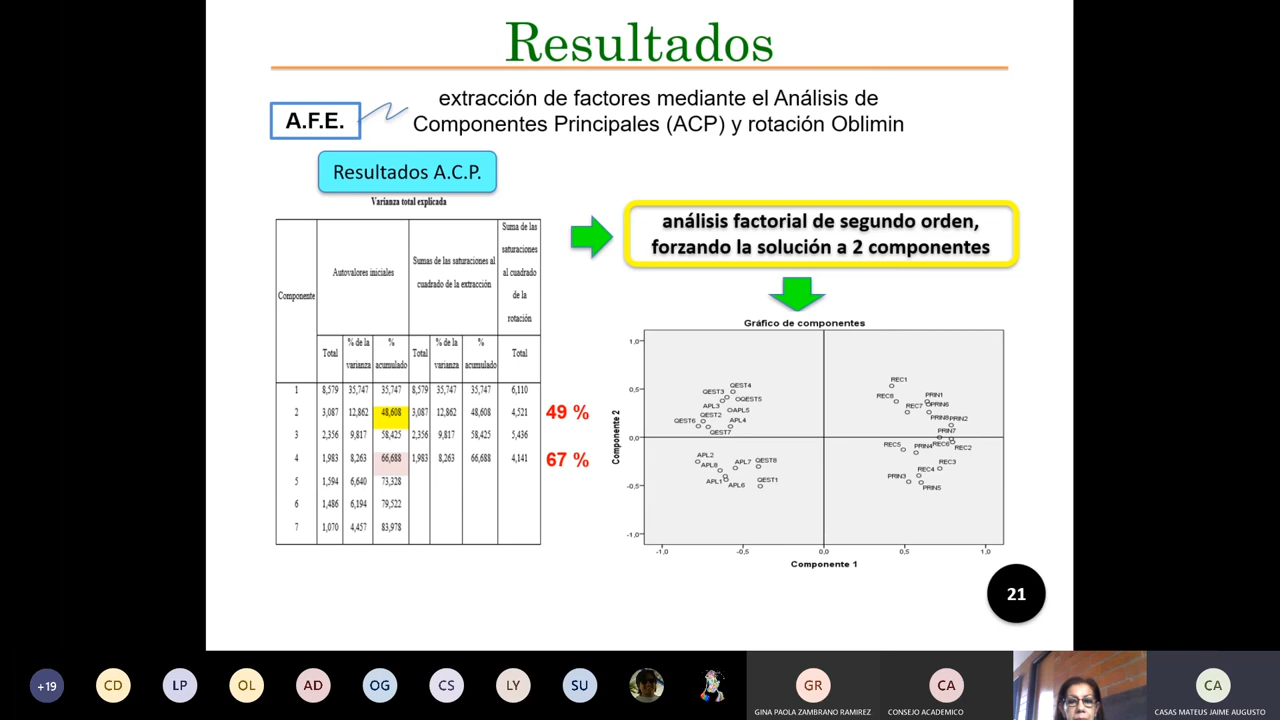 Resultados
A.F.E.
extracción de factores mediante el Análisis de
Componentes Principales (ACP) y rotación Oblimin
Resultados A.C.P.
Varianza total explicada
Componente
Autovalores iniciales
Sumas de las saturaciones al
cuadrado de la extracción
Suma de las
saturaciones
al cuadrado
de la
rotación
Total % de la varianza % acumulado Total % de la varianza % acumulado Total
1 8,579 35,747 35,747 8,579 35,747 35,747 6,110
2 3,087 12,862 48,608 3,087 12,862 48,608 4,521
3 2,356 9,817 58,425 2,356 9,817 58,425 5,436
4 1,983 8,263 66,688 1,983 8,263 66,688 4,141
5 1,594 6,640 73,328
6 1,486 6,194 79,522
7 1,070 4,457 83,978
49 %
67 %
análisis factorial de segundo orden,
forzando la solución a 2 componentes
Gráfico de componentes
Componente 2
1,0
0,5
0,0
-0,5
-1,0
QEST4
QEST3
OQEST5
APL3
APL5
QEST2
APL4
QEST6
QEST7
APL2
APL8
APL7
QEST8
APL1
APL6
QEST1
REC1
REC8
PRIN1
PRIN6
REC7
PRIN8
PRIN2
PRIN7
REC5
PRIN4
REC6
REC2
REC3
REC4
PRIN3
PRIN5
-1,0 -0,5 0,0 0,5 1,0
Componente 1
21
+19
CD
LP
OL
AD
OG
CS
LY
SU
GR
GINA PAOLA ZAMBRANO RAMIREZ
CA
CONSEJO ACADEMICO
CA
CASAS MATEUS JAIME AUGUSTO